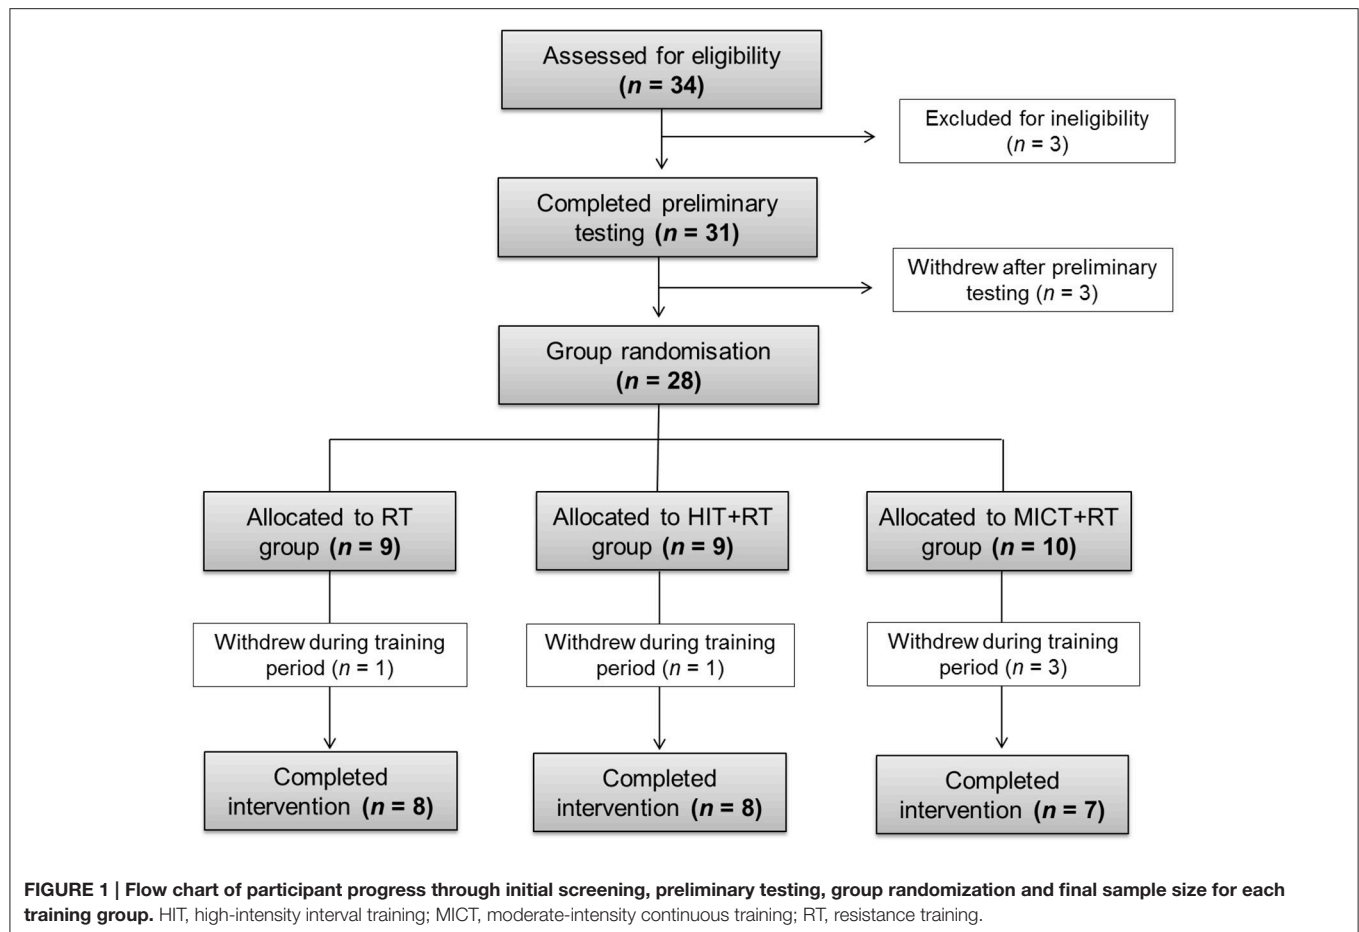 Assessed for eligibility
(n = 34)
Excluded for ineligibility
(n = 3)
Completed preliminary
testing (n = 31)
Withdrew after preliminary
testing (n = 3)
Group randomisation
(n = 28)
Allocated to RT
group (n = 9)
Allocated to HIT+RT
group (n = 9)
Allocated to MICT+RT
group (n = 10)
Withdrew during training
period (n = 1)
Withdrew during training
period (n = 1)
Withdrew during training
period (n = 3)
Completed
intervention (n = 8)
Completed
intervention (n = 8)
Completed
intervention (n = 7)
FIGURE 1 | Flow chart of participant progress through initial screening, preliminary testing, group randomization and final sample size for each
training group. HIT, high-intensity interval training; MICT, moderate-intensity continuous training; RT, resistance training.